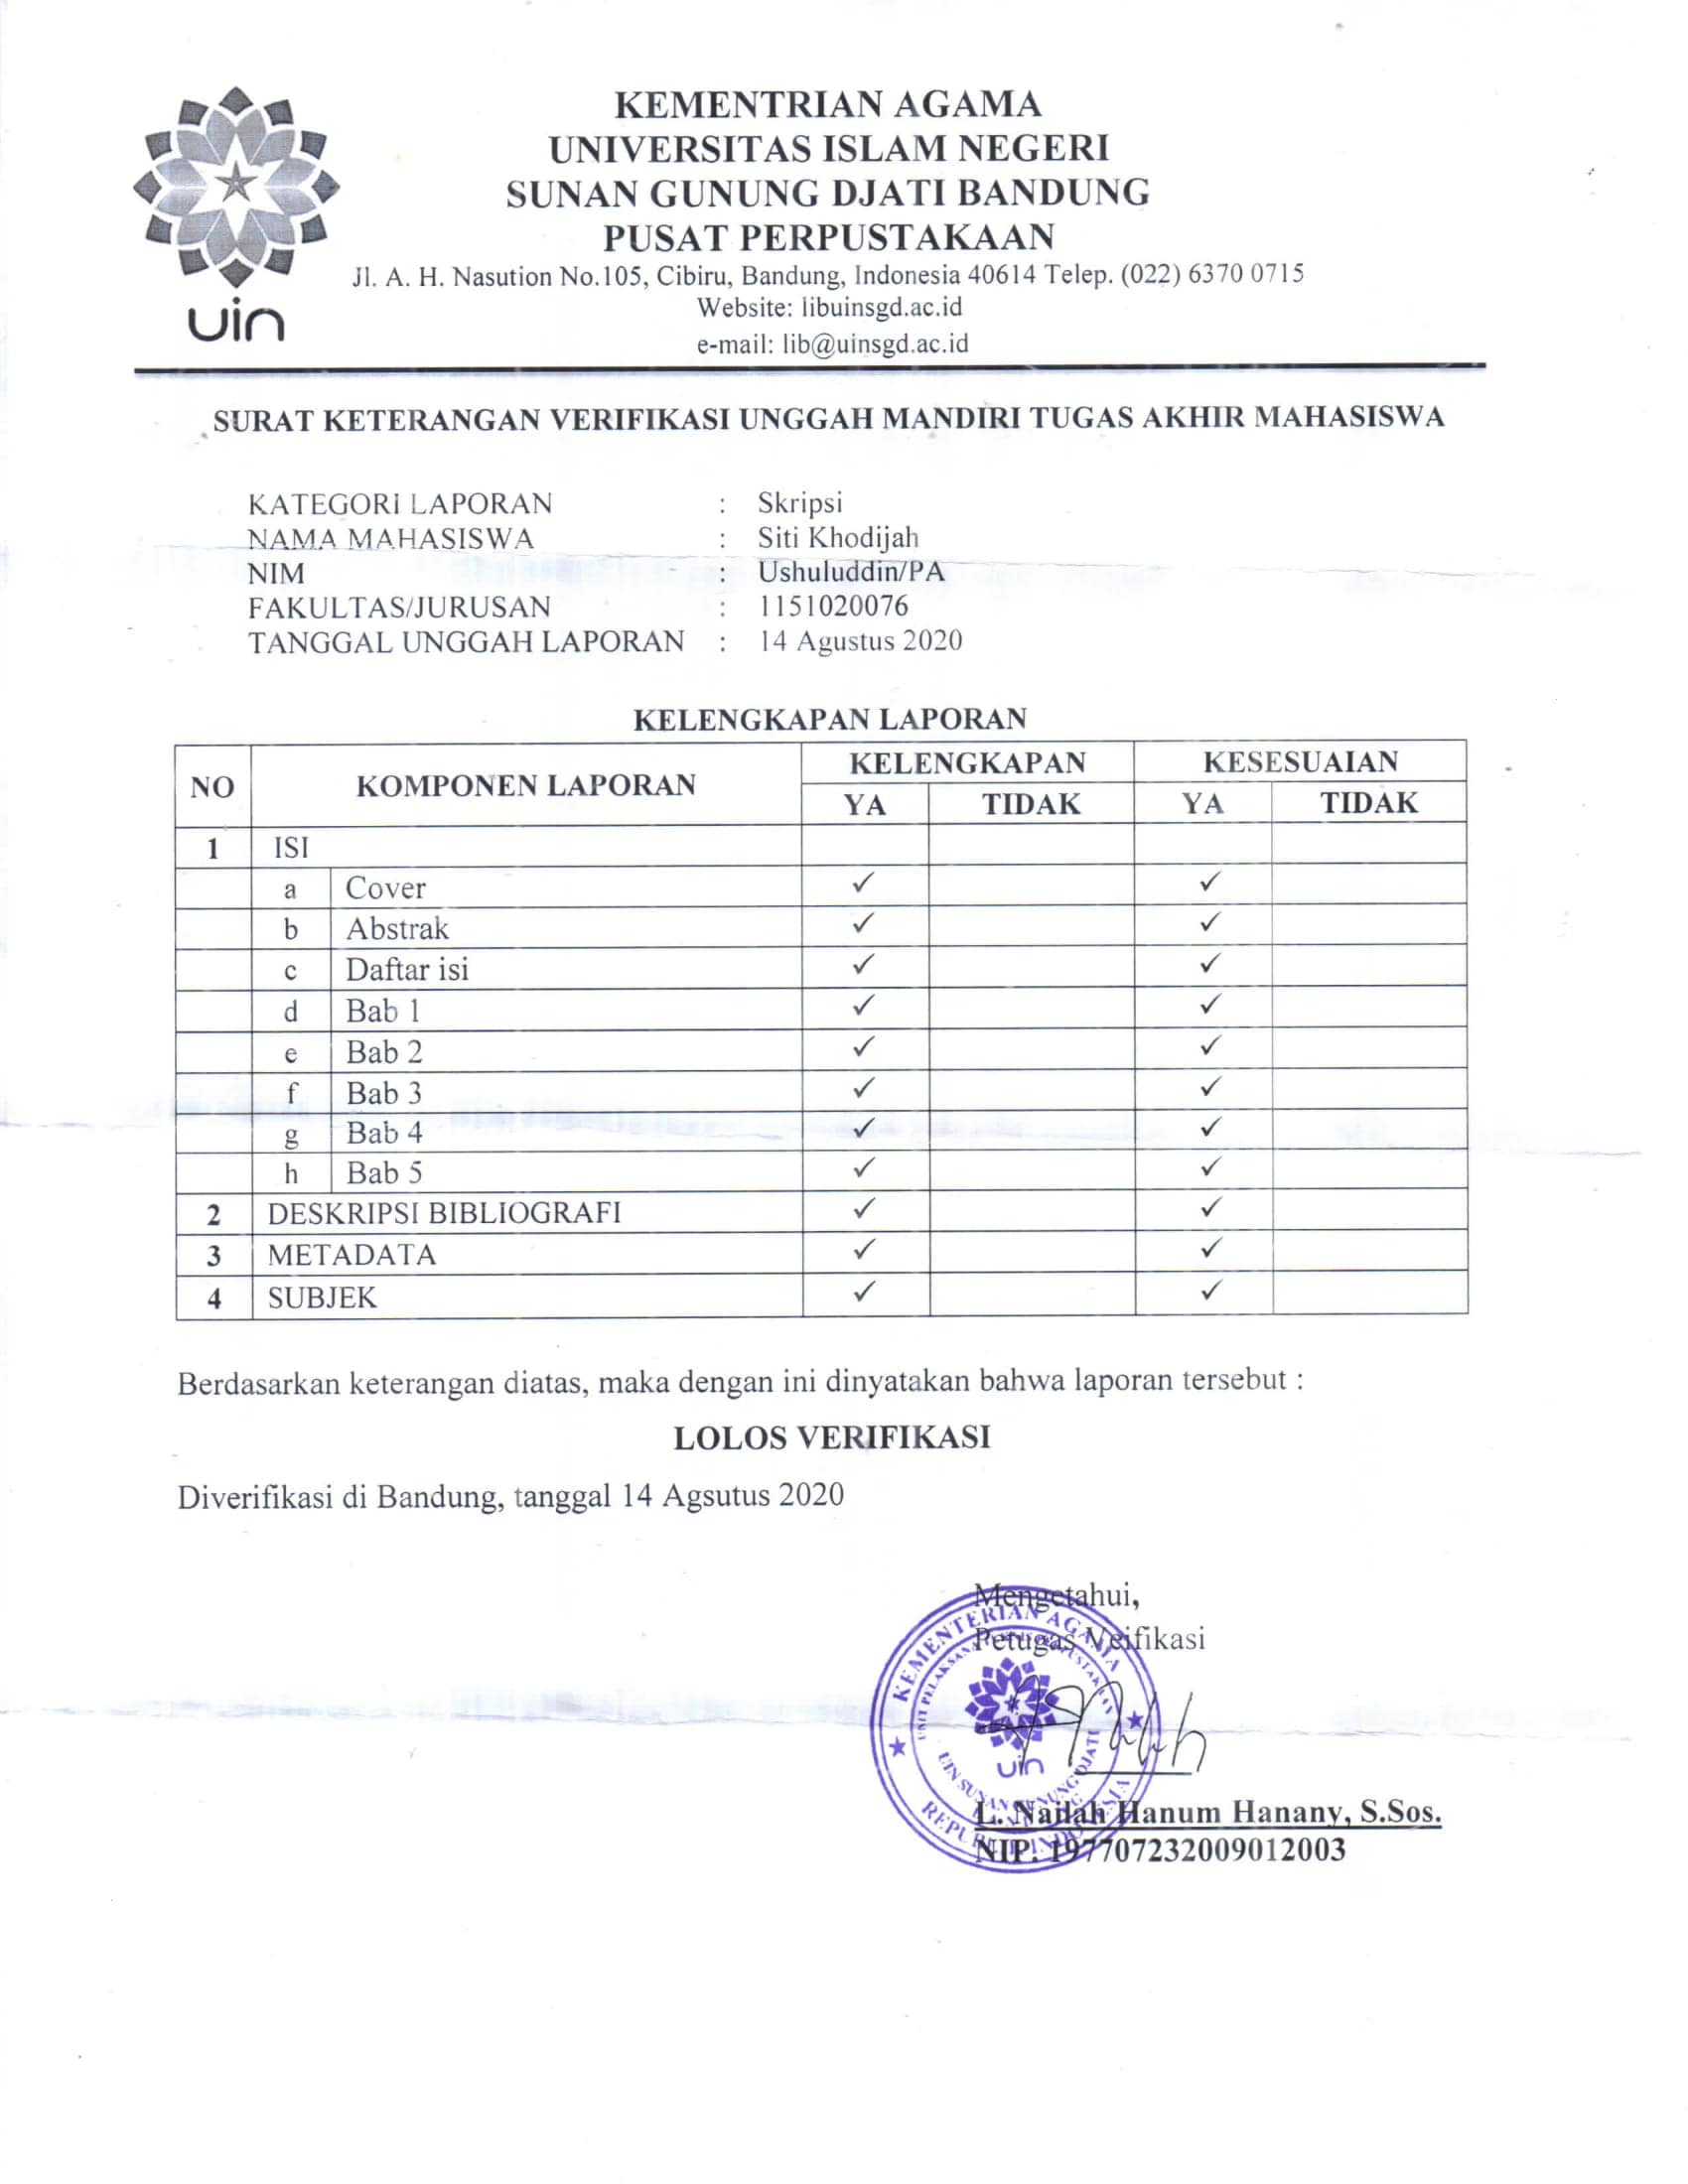 KEMENTRIAN AGAMA
UNIVERSITAS ISLAM NEGERI
SUNAN GUNUNG DJATI BANDUNG
PUSAT PERPUSTAKAAN
Jl. A. H. Nasution No.105, Cibiru, Bandung, Indonesia 40614 Telep. (022) 6370 0715
Website: libuinsgd.ac.id
e-mail: lib@uinsgd.ac.id
uin
SURAT KETERANGAN VERIFIKASI UNGGAH MANDIRI TUGAS AKHIR MAHASISWA
KATEGORI LAPORAN : Skripsi
NAMA MAHASISWA : Siti Khodijah
NIM : Ushuluddin/PA
FAKULTAS/JURUSAN : 1151020076
TANGGAL UNGGAH LAPORAN : 14 Agustus 2020
KELENGKAPAN LAPORAN
NO KOMPONEN LAPORAN KELENGKAPAN KESESUAIAN
YA TIDAK YA TIDAK
1 ISI
a Cover ✓ ✓
b Abstrak ✓ ✓
c Daftar isi ✓ ✓
d Bab 1 ✓ ✓
e Bab 2 ✓ ✓
f Bab 3 ✓ ✓
g Bab 4 ✓ ✓
h Bab 5 ✓ ✓
2 DESKRIPSI BIBLIOGRAFI ✓ ✓
3 METADATA ✓ ✓
4 SUBJEK ✓ ✓
Berdasarkan keterangan diatas, maka dengan ini dinyatakan bahwa laporan tersebut :
LOLOS VERIFIKASI
Diverifikasi di Bandung, tanggal 14 Agsutus 2020
Mengetahui,
Petugas Veifikasi
KEMENTERIAN AGAMA
UNIT PELAKSANA
UIN SUNAN GUNUNG DJATI
REPUBLIK INDONESIA
uin
L. Nailah Hanum Hanany, S.Sos.
NIP. 197707232009012003